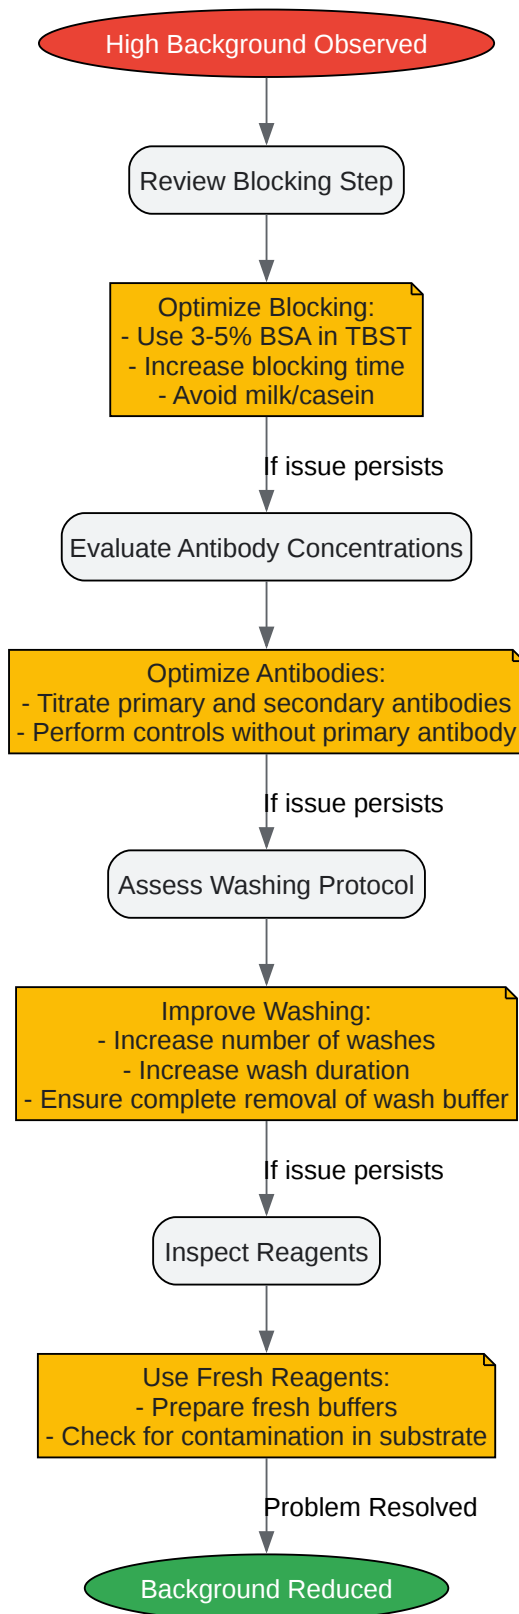 High Background Observed
Review Blocking Step
Optimize Blocking:
- Use 3-5% BSA in TBST
- Increase blocking time
- Avoid milk/casein
If issue persists
Evaluate Antibody Concentrations
Optimize Antibodies:
- Titrate primary and secondary antibodies
- Perform controls without primary antibody
If issue persists
Assess Washing Protocol
Improve Washing:
- Increase number of washes
- Increase wash duration
- Ensure complete removal of wash buffer
If issue persists
Inspect Reagents
Use Fresh Reagents:
- Prepare fresh buffers
- Check for contamination in substrate
Problem Resolved
Background Reduced